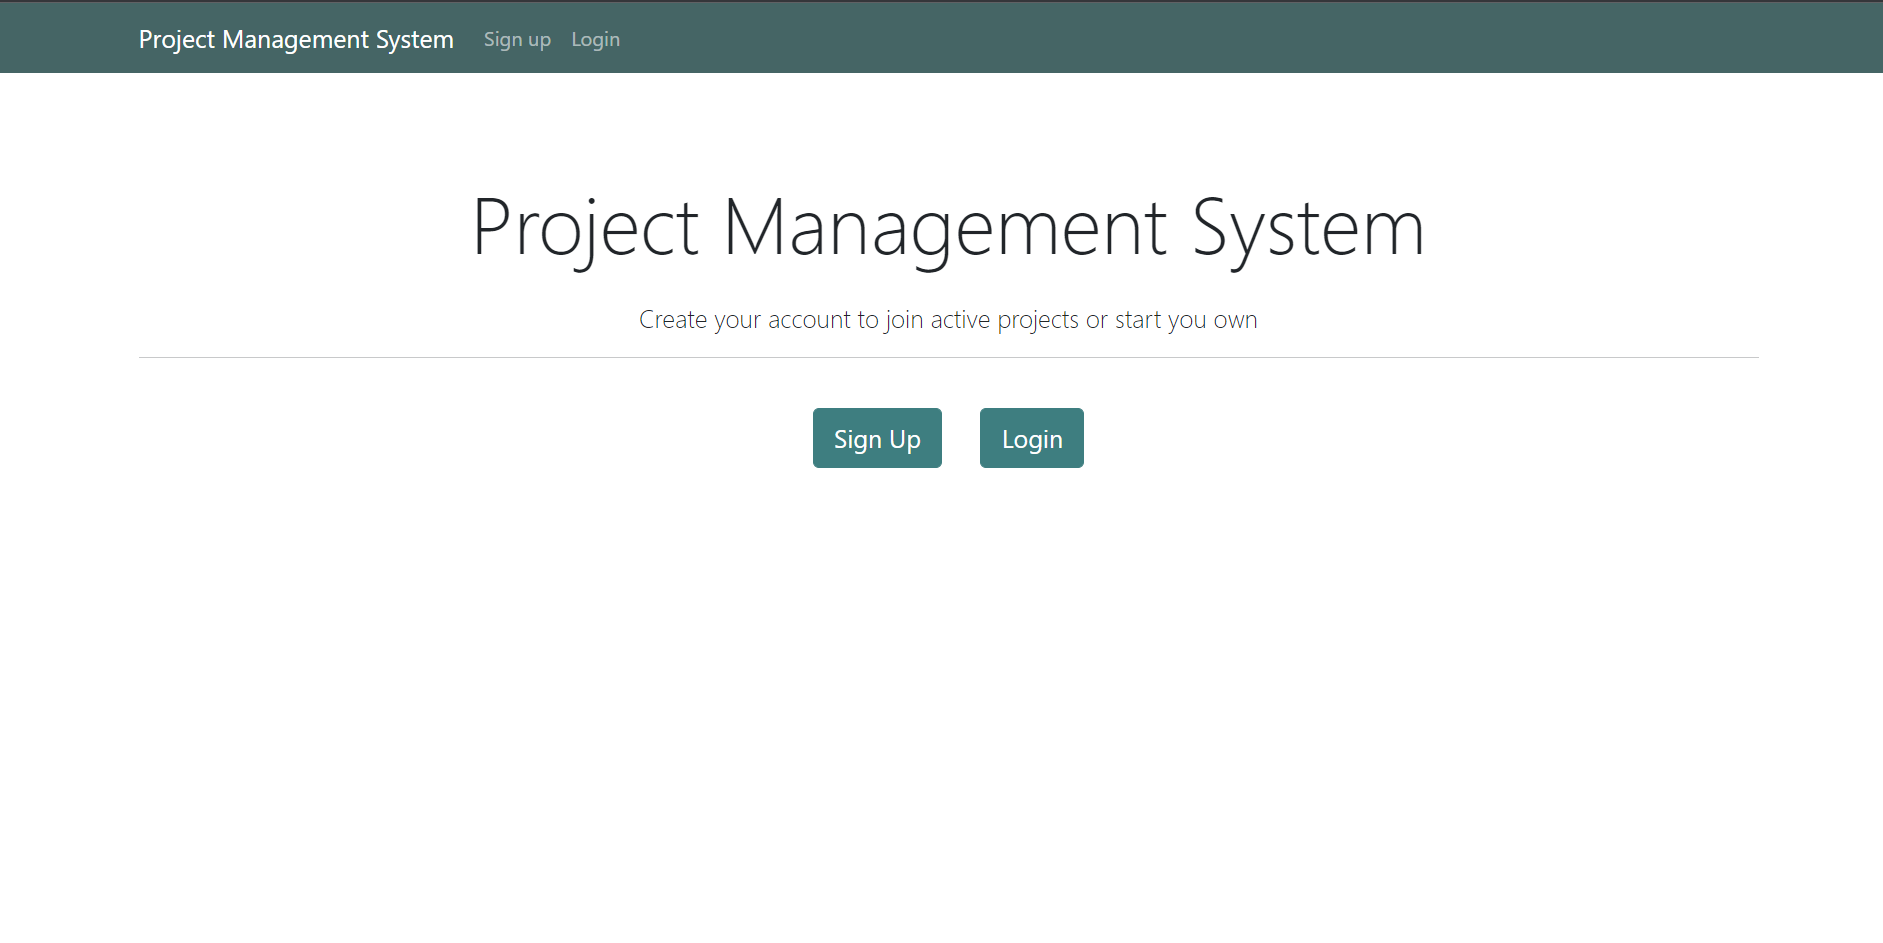 Project Management System Sign up Login
Project Management System
Create your account to join active projects or start you own
Sign Up Login